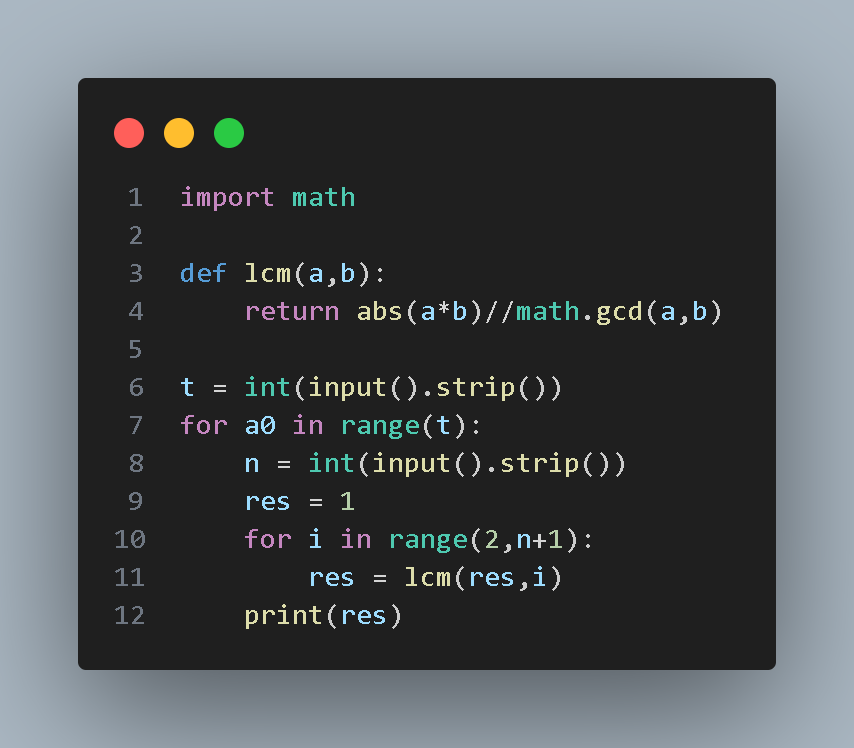 1 import math
2
3 def lcm(a,b):
4     return abs(a*b)//math.gcd(a,b)
5
6 t = int(input().strip())
7 for a0 in range(t):
8     n = int(input().strip())
9     res = 1
10     for i in range(2,n+1):
11         res = lcm(res,i)
12     print(res)